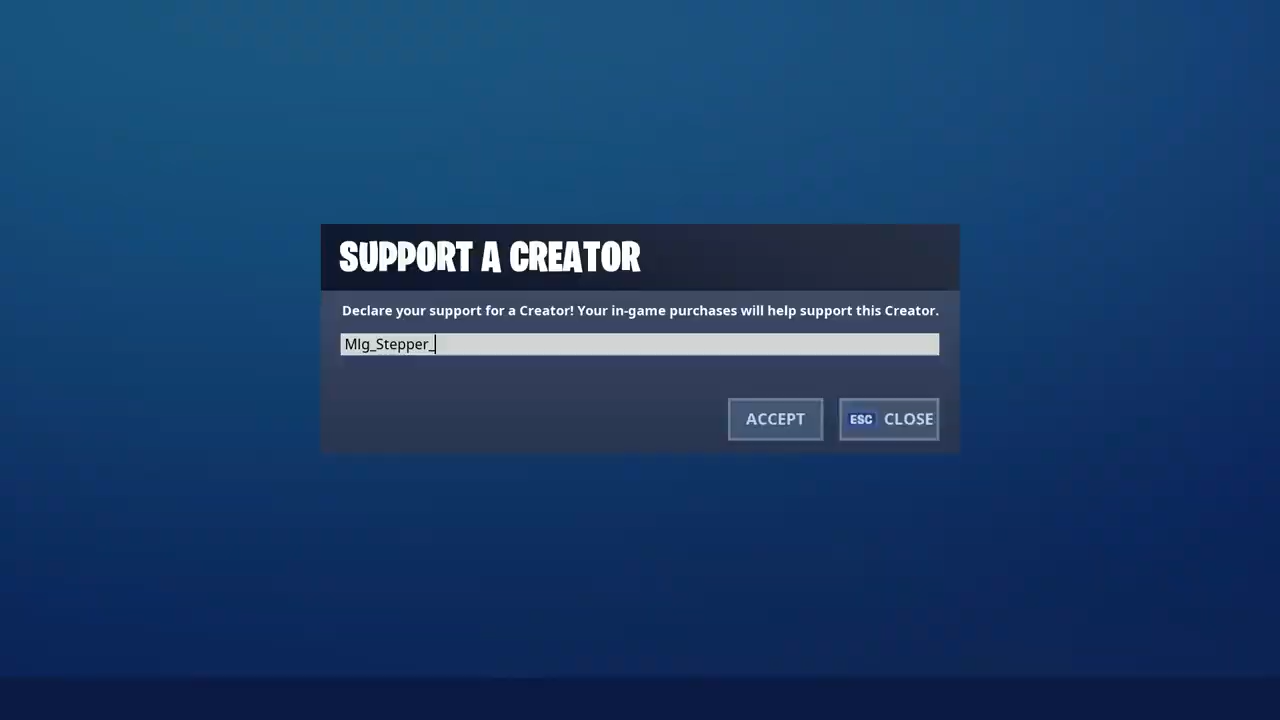 SUPPORT A CREATOR
Declare your support for a Creator! Your in-game purchases will help support this Creator.
Mlg_Stepper_
ACCEPT
ESC CLOSE